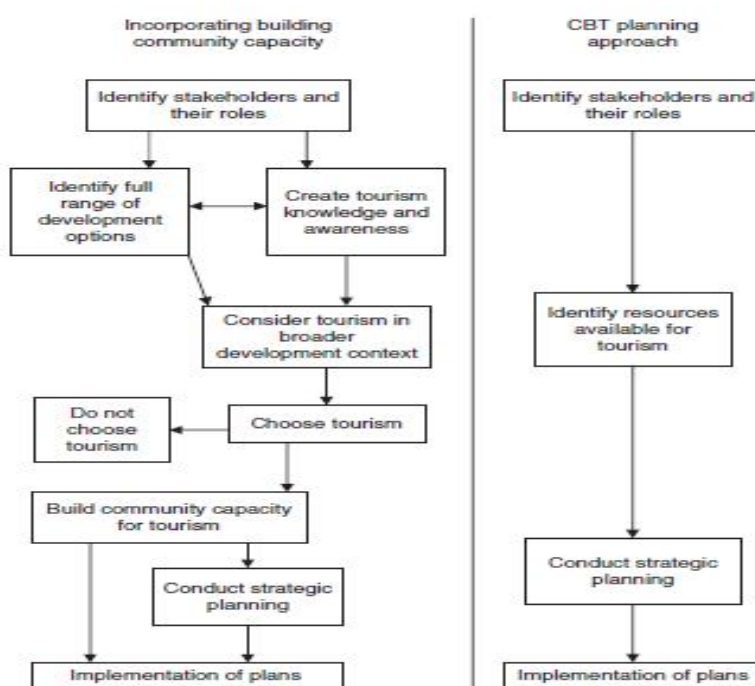 Incorporating building
community capacity
Identify stakeholders and
their roles
Identify full
range of
development
options
Create tourism
knowledge and
awareness
Consider tourism in
broader
development context
Do not
choose
tourism
Choose tourism
Build community capacity
for tourism
Conduct strategic
planning
Implementation of plans
CBT planning
approach
Identify stakeholders and
their roles
Identify resources
available for
tourism
Conduct strategic
planning
Implementation of plans